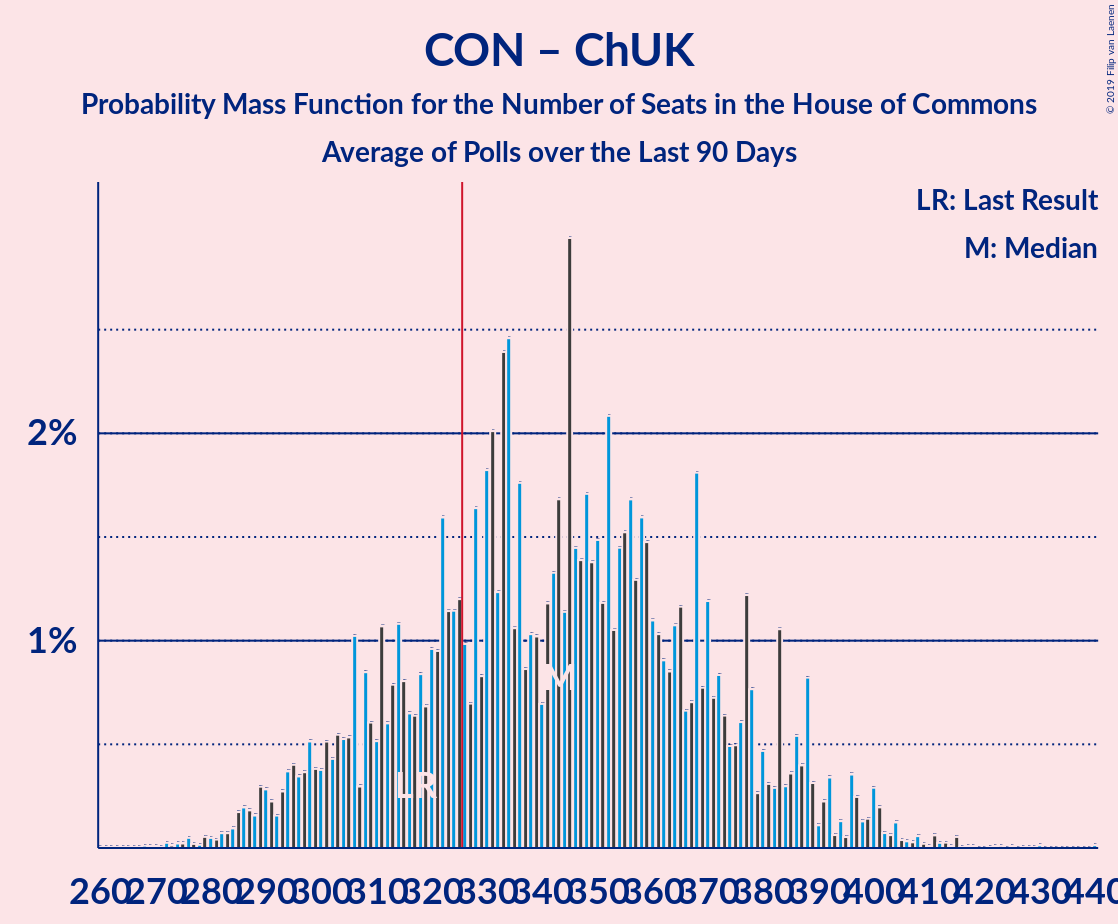 CON – ChUK
Probability Mass Function for the Number of Seats in the House of Commons
Average of Polls over the Last 90 Days
© 2019 Filip van Laenen
LR: Last Result
M: Median
2%
1%
M
LR
260 270 280 290 300 310 320 330 340 350 360 370 380 390 400 410 420 430 440